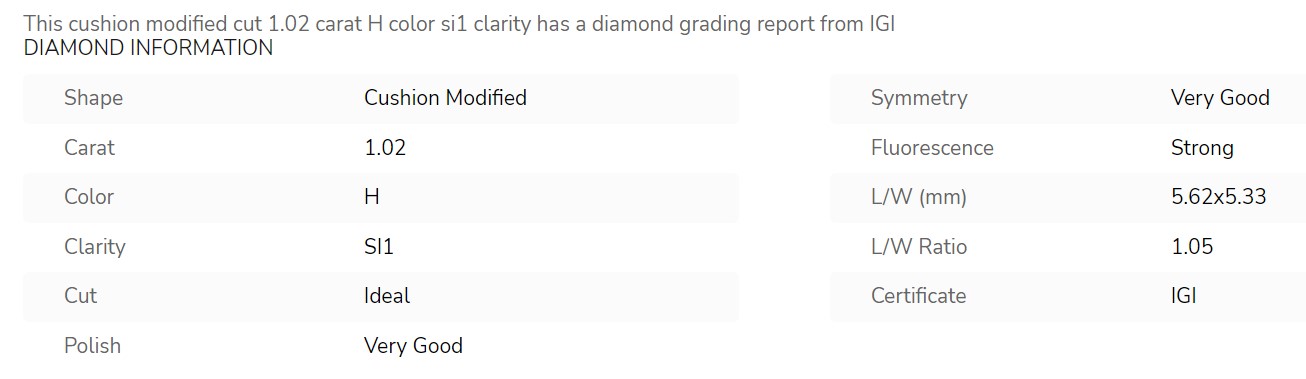 This cushion modified cut 1.02 carat H color si1 clarity has a diamond grading report from IGI
DIAMOND INFORMATION
Shape Cushion Modified
Carat 1.02
Color H
Clarity SI1
Cut Ideal
Polish Very Good
Symmetry Very Good
Fluorescence Strong
L/W (mm) 5.62x5.33
L/W Ratio 1.05
Certificate IGI